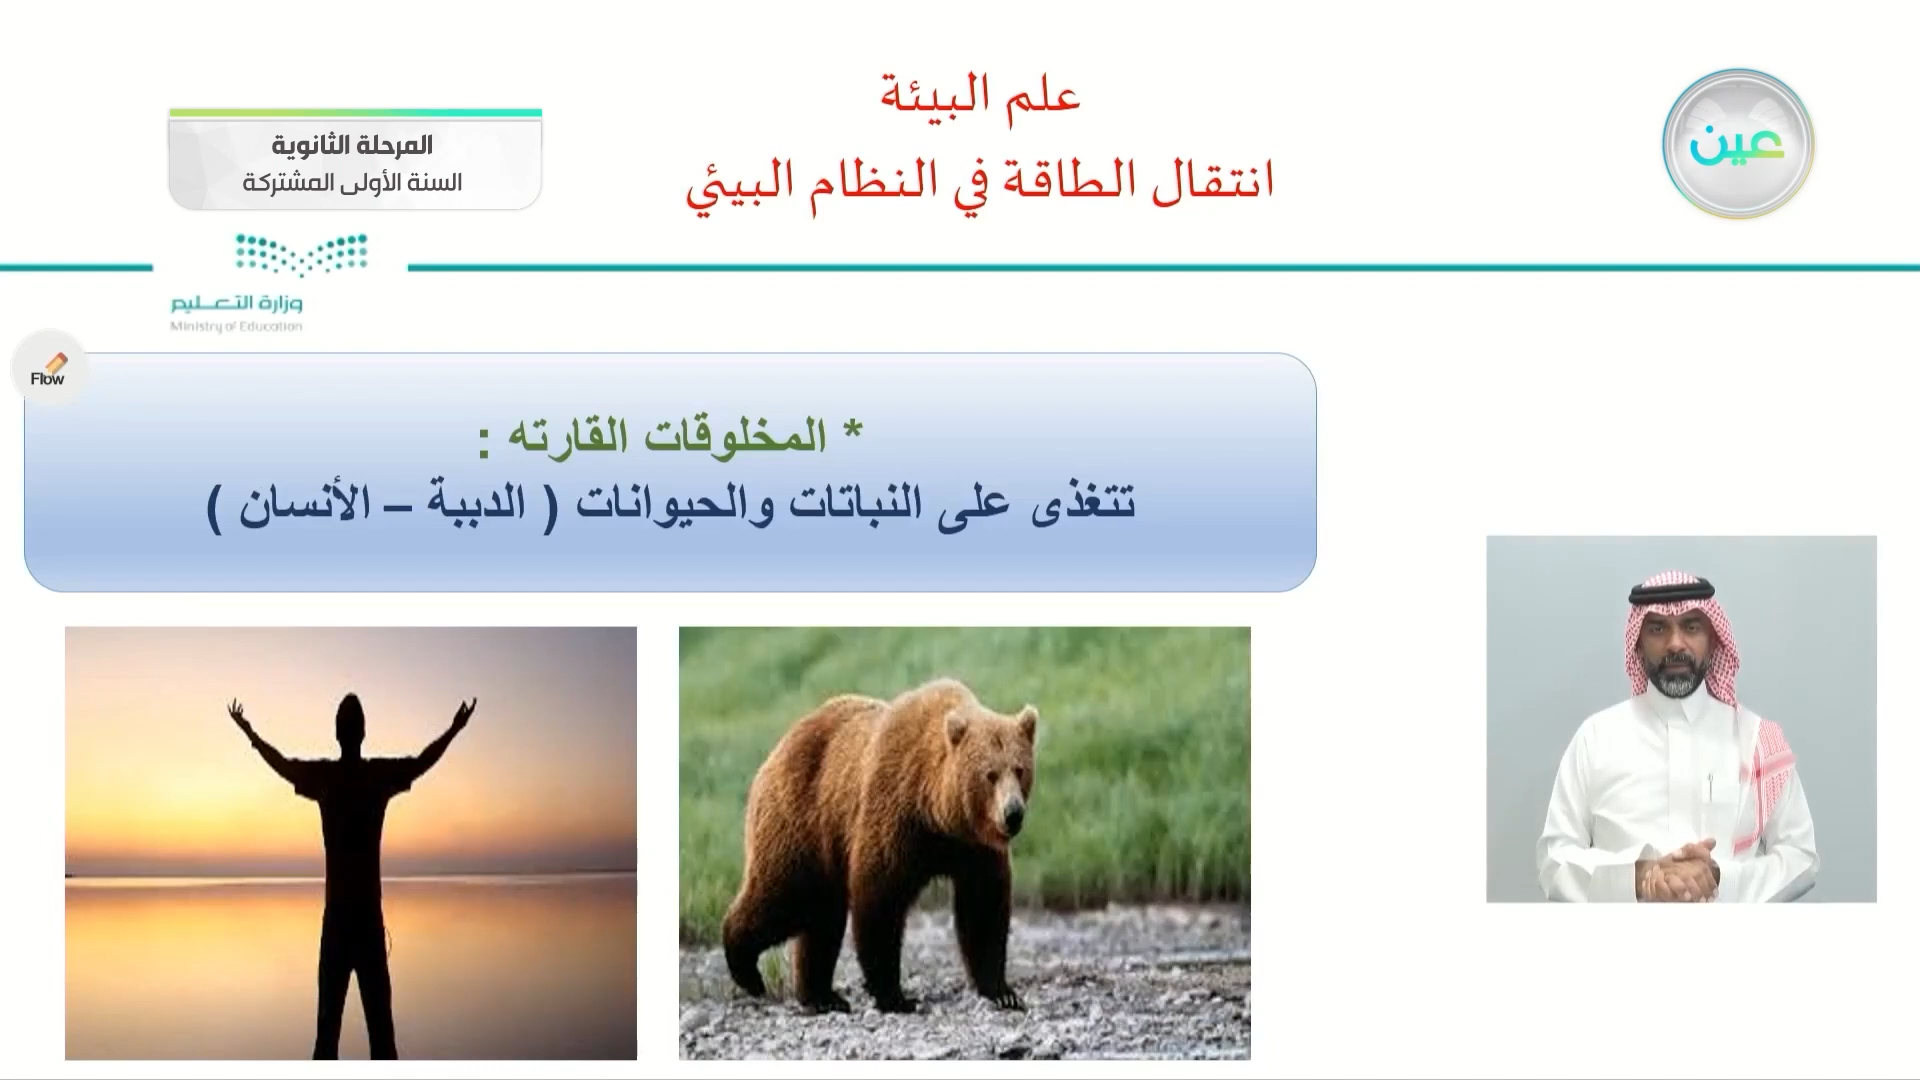 علم البيئة
انتقال الطاقة في النظام البيئي
عين
المرحلة الثانوية
السنة الأولى المشتركة
وزارة التعـــليم
Ministry of Education
Flow
* المخلوقات القارته :
تتغذى على النباتات والحيوانات ( الدببة – الأنسان )